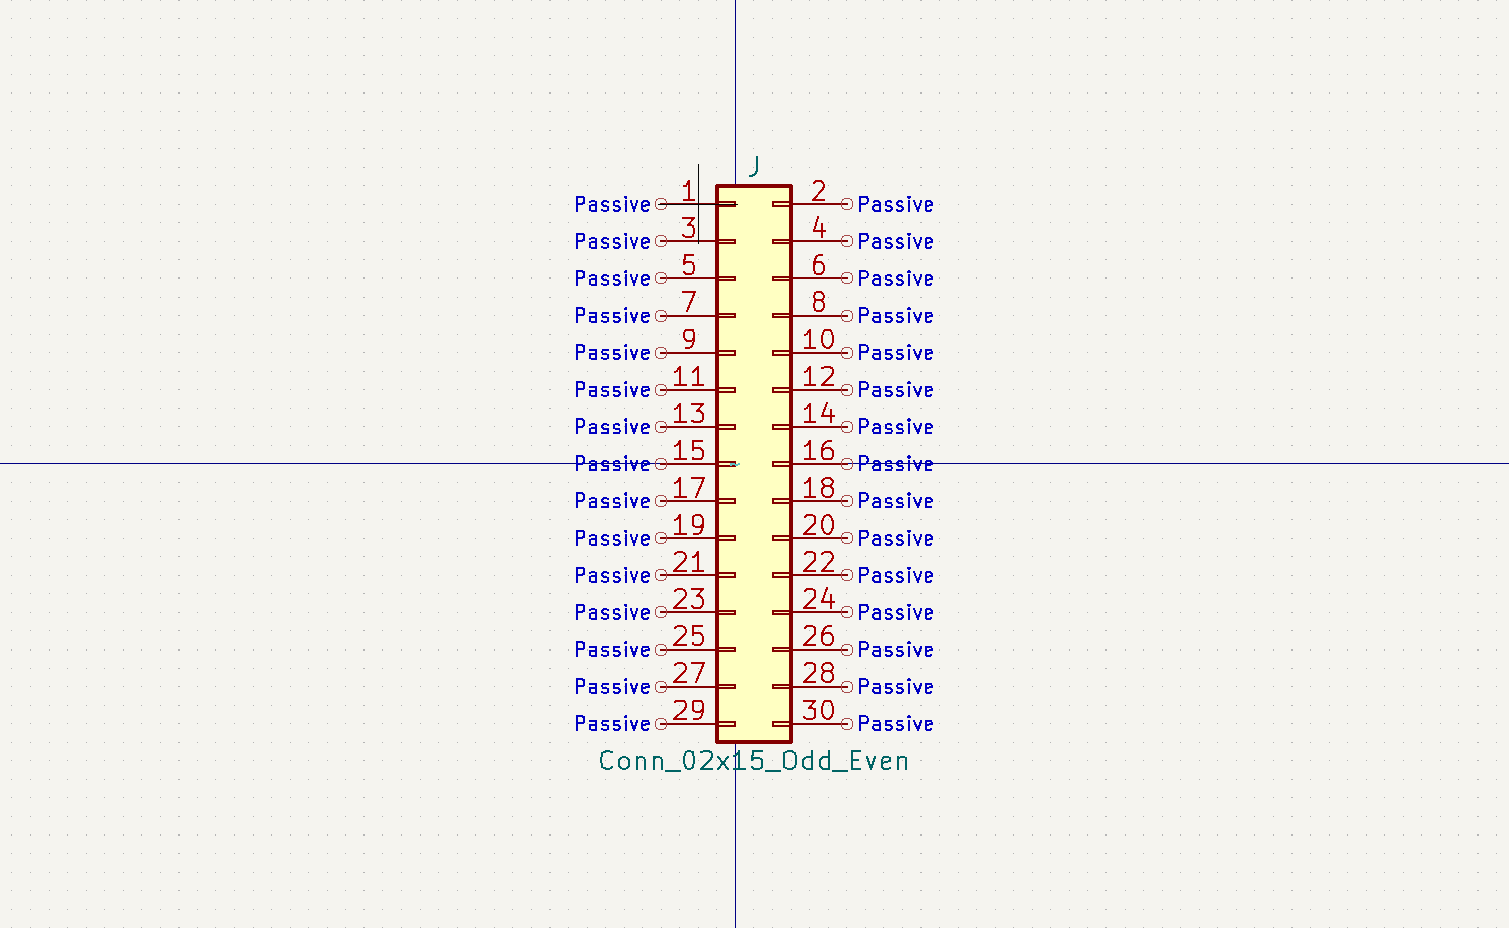 J
Passive 1 2 Passive
Passive 3 4 Passive
Passive 5 6 Passive
Passive 7 8 Passive
Passive 9 10 Passive
Passive 11 12 Passive
Passive 13 14 Passive
Passive 15 16 Passive
Passive 17 18 Passive
Passive 19 20 Passive
Passive 21 22 Passive
Passive 23 24 Passive
Passive 25 26 Passive
Passive 27 28 Passive
Passive 29 30 Passive
Conn_02x15_Odd_Even